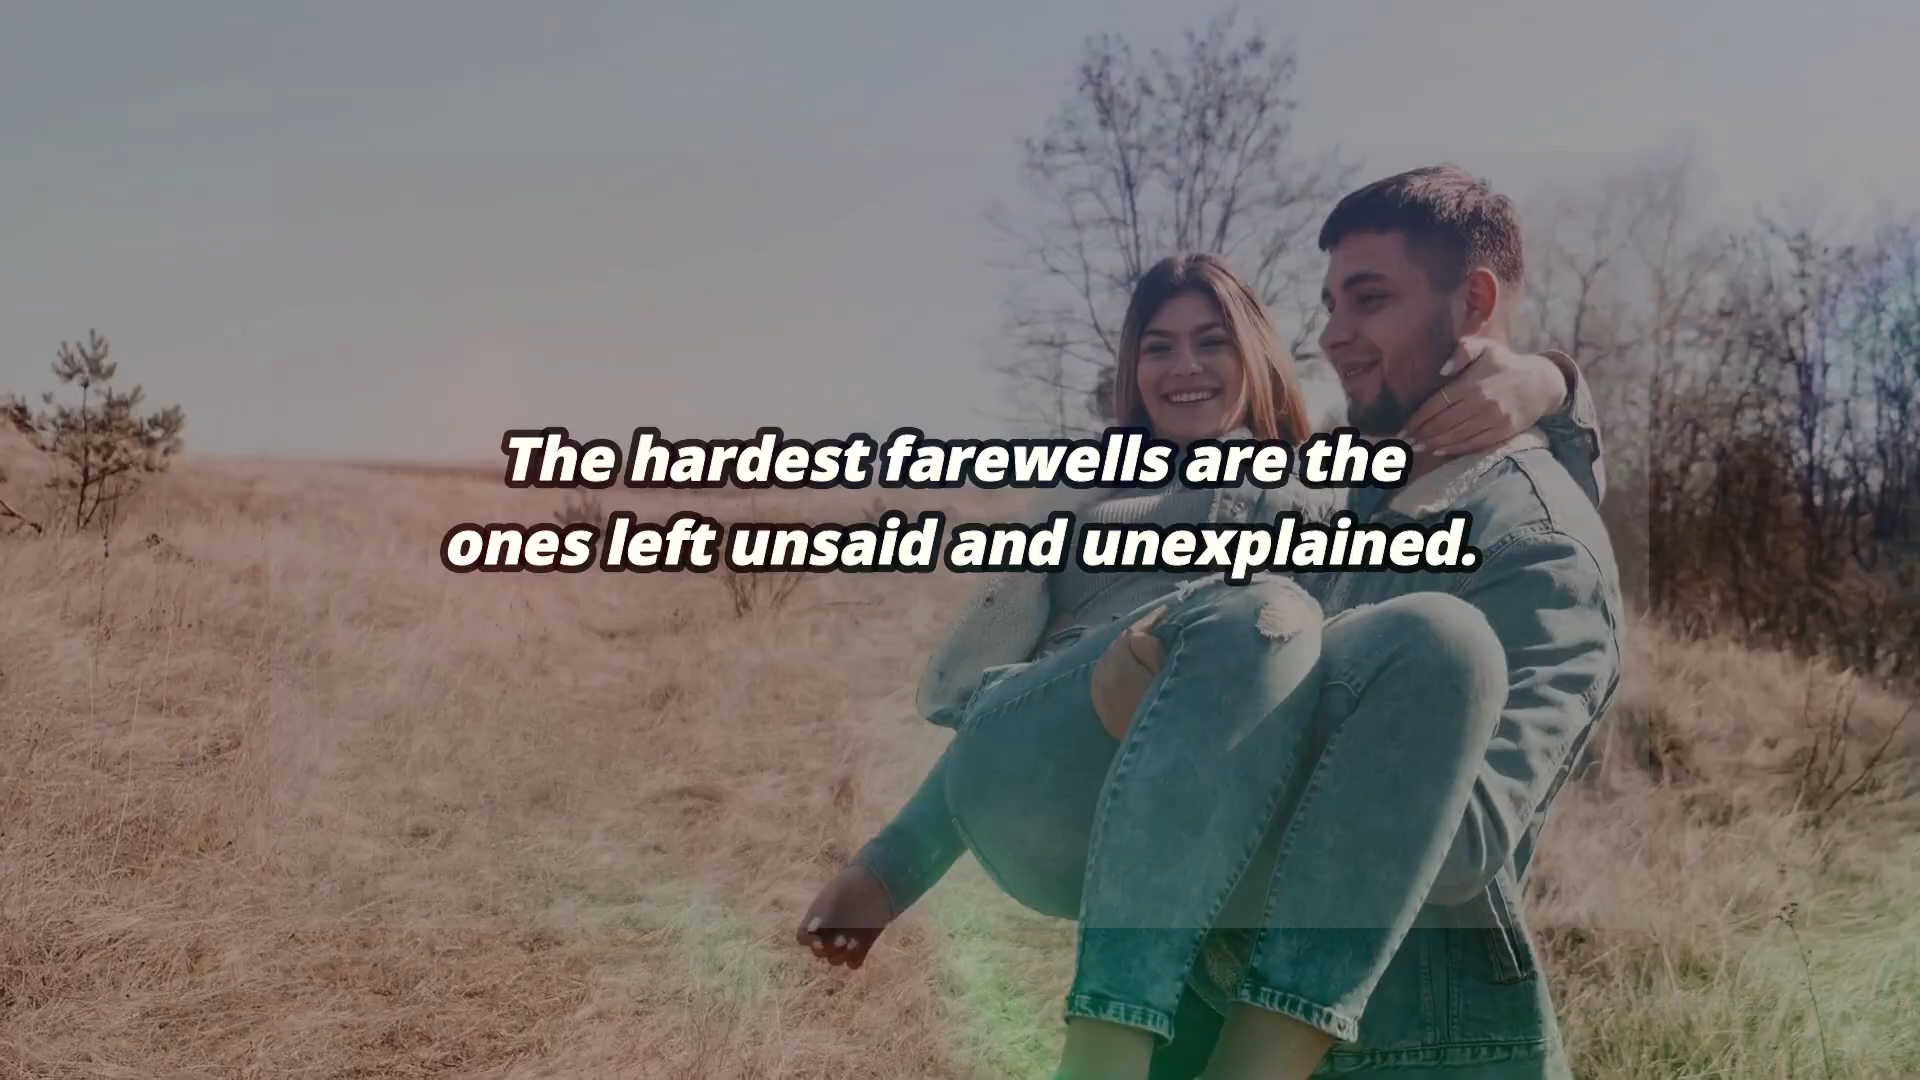 The hardest farewells are the
ones left unsaid and unexplained.